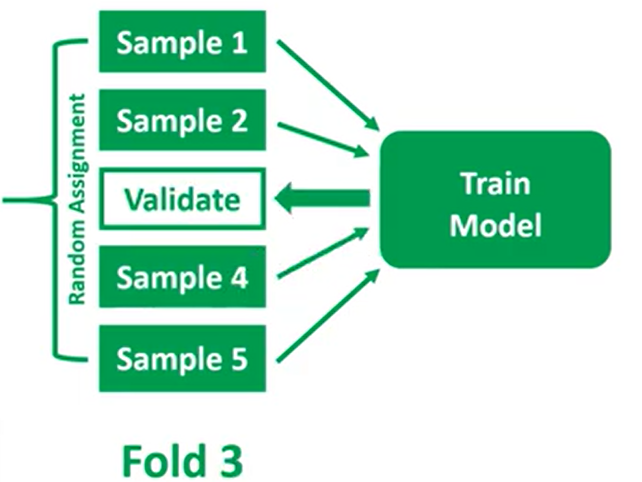 Random Assignment
Sample 1
Sample 2
Validate
Sample 4
Sample 5
Train
Model
Fold 3